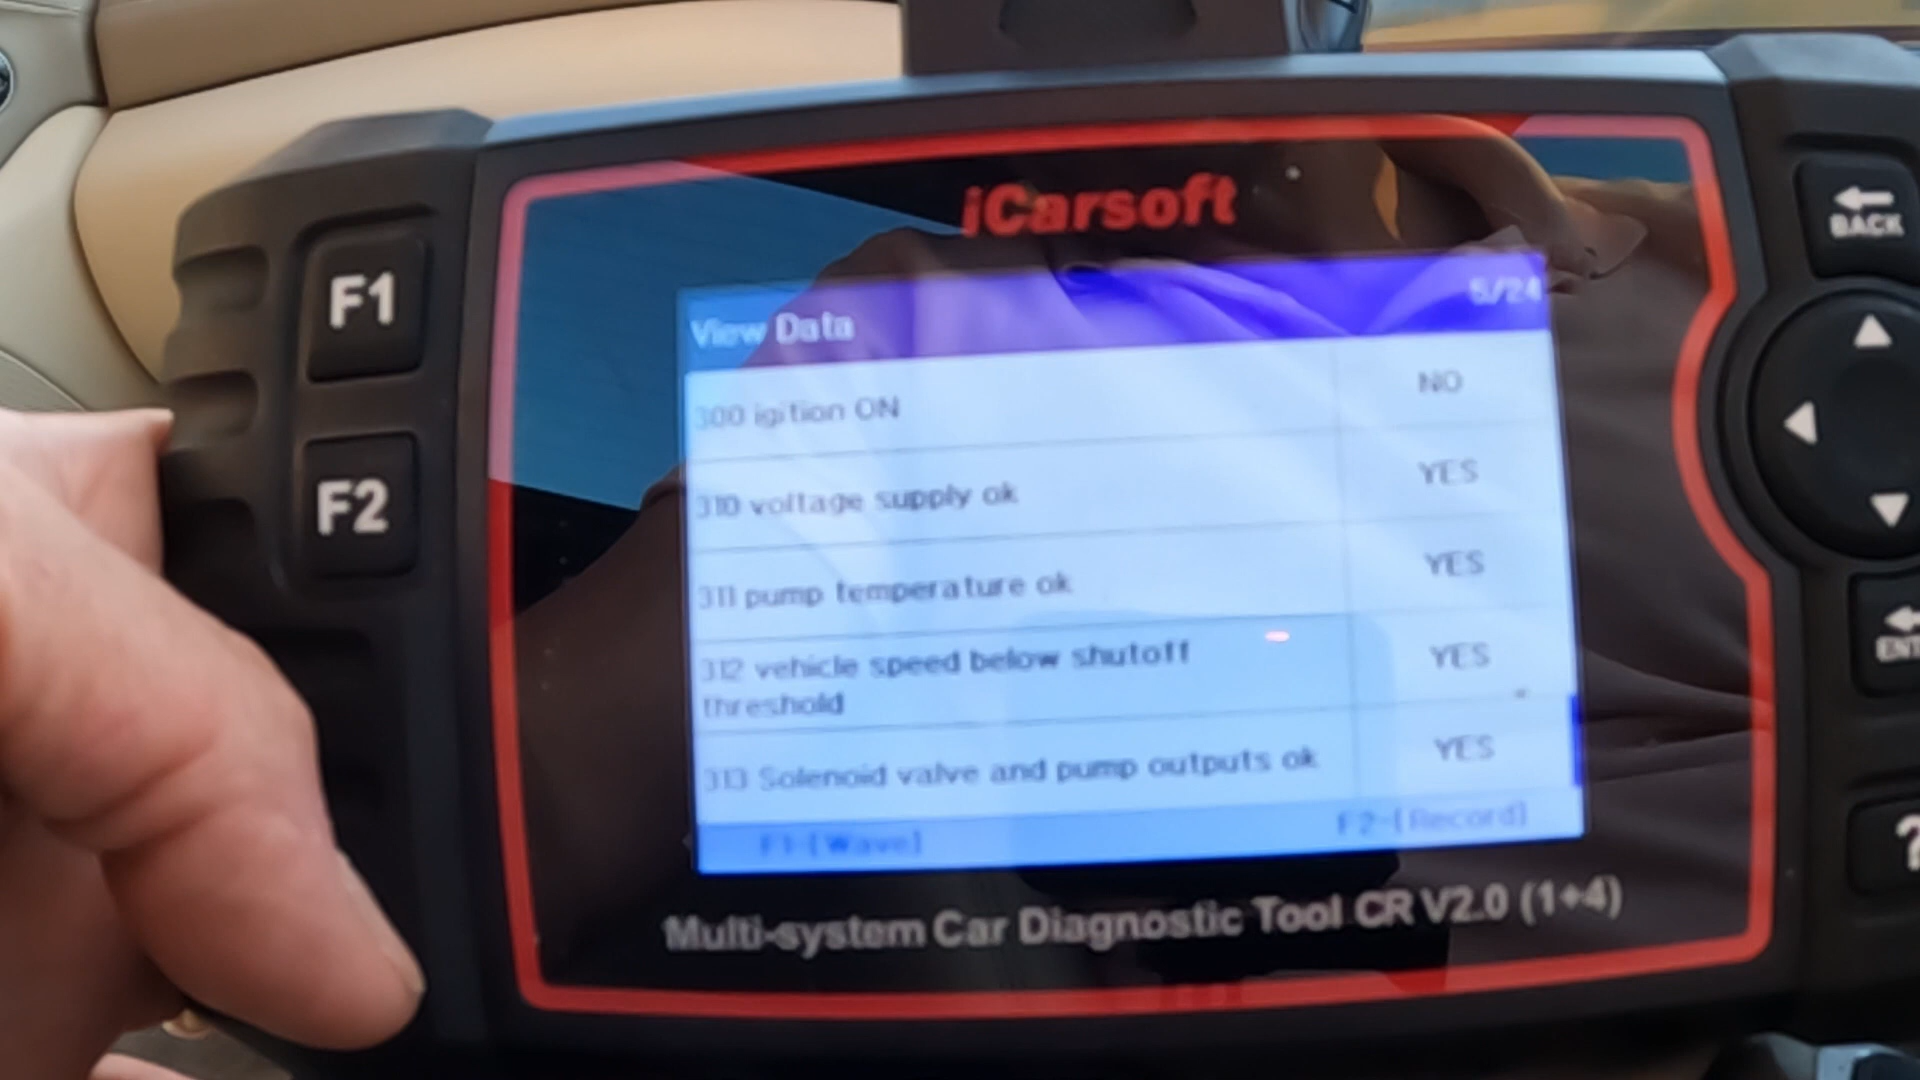 iCarsoft
View Data 5/24
300 igition ON NO
310 voltage supply ok YES
311 pump temperature ok YES
312 vehicle speed below shutoff threshold YES
313 Solenoid valve and pump outputs ok YES
F1-[Wave] F2-[Record]
Multi-system Car Diagnostic Tool CR V2.0 (1+4)
F1
F2
BACK
ENT
?